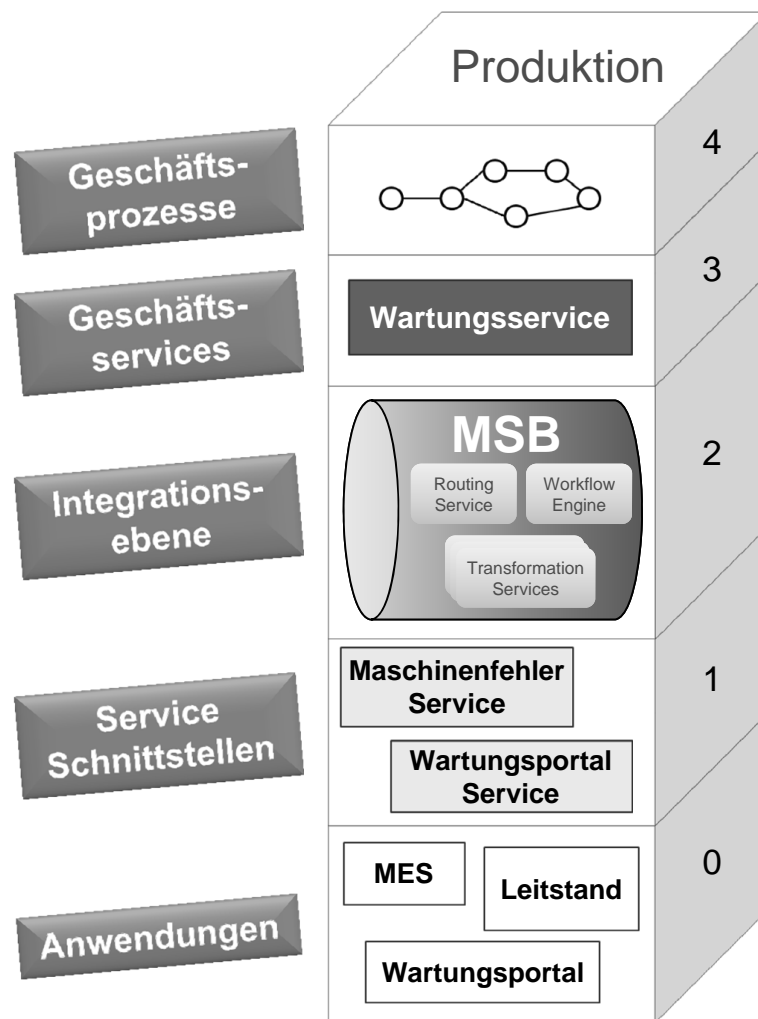 Produktion
Geschäfts-
prozesse
4
Geschäfts-
services
Wartungsservice
3
Integrations-
ebene
MSB
Routing
Service
Workflow
Engine
Transformation
Services
2
Service
Schnittstellen
Maschinenfehler
Service
Wartungsportal
Service
1
Anwendungen
MES
Leitstand
Wartungsportal
0